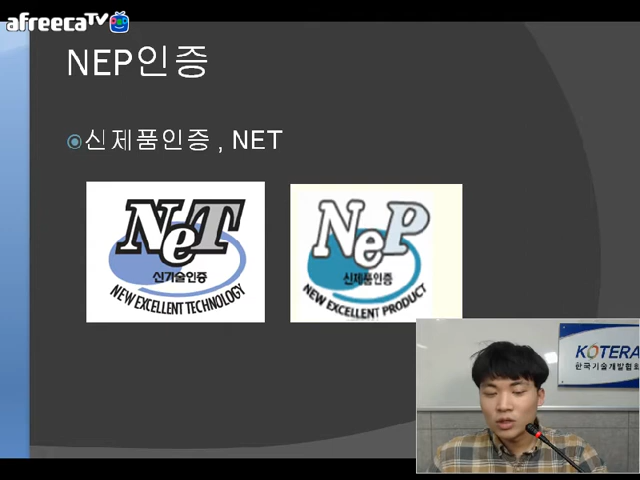 afreecaTV
NEP인증
신제품인증 , NET
NeT
신기술인증
NEW EXCELLENT TECHNOLOGY
NeP
신제품인증
NEW EXCELLENT PRODUCT
KOTERA
한국기술개발협회